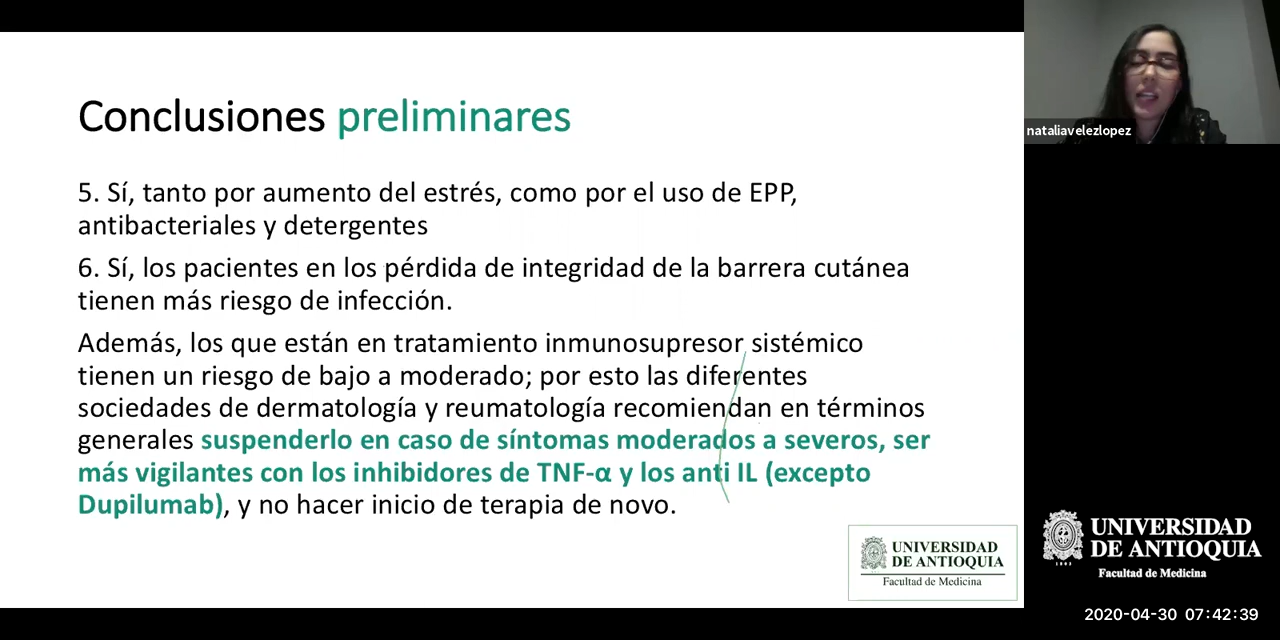 Conclusiones preliminares
5. Sí, tanto por aumento del estrés, como por el uso de EPP,
antibacteriales y detergentes
6. Sí, los pacientes en los pérdida de integridad de la barrera cutánea
tienen más riesgo de infección.
Además, los que están en tratamiento inmunosupresor sistémico
tienen un riesgo de bajo a moderado; por esto las diferentes
sociedades de dermatología y reumatología recomiendan en términos
generales suspenderlo en caso de síntomas moderados a severos, ser
más vigilantes con los inhibidores de TNF-α y los anti IL (excepto
Dupilumab), y no hacer inicio de terapia de novo.
UNIVERSIDAD
DE ANTIOQUIA
Facultad de Medicina
nataliavelezlopez
UNIVERSIDAD
DE ANTIOQUIA
1803
Facultad de Medicina
2020-04-30 07:42:39